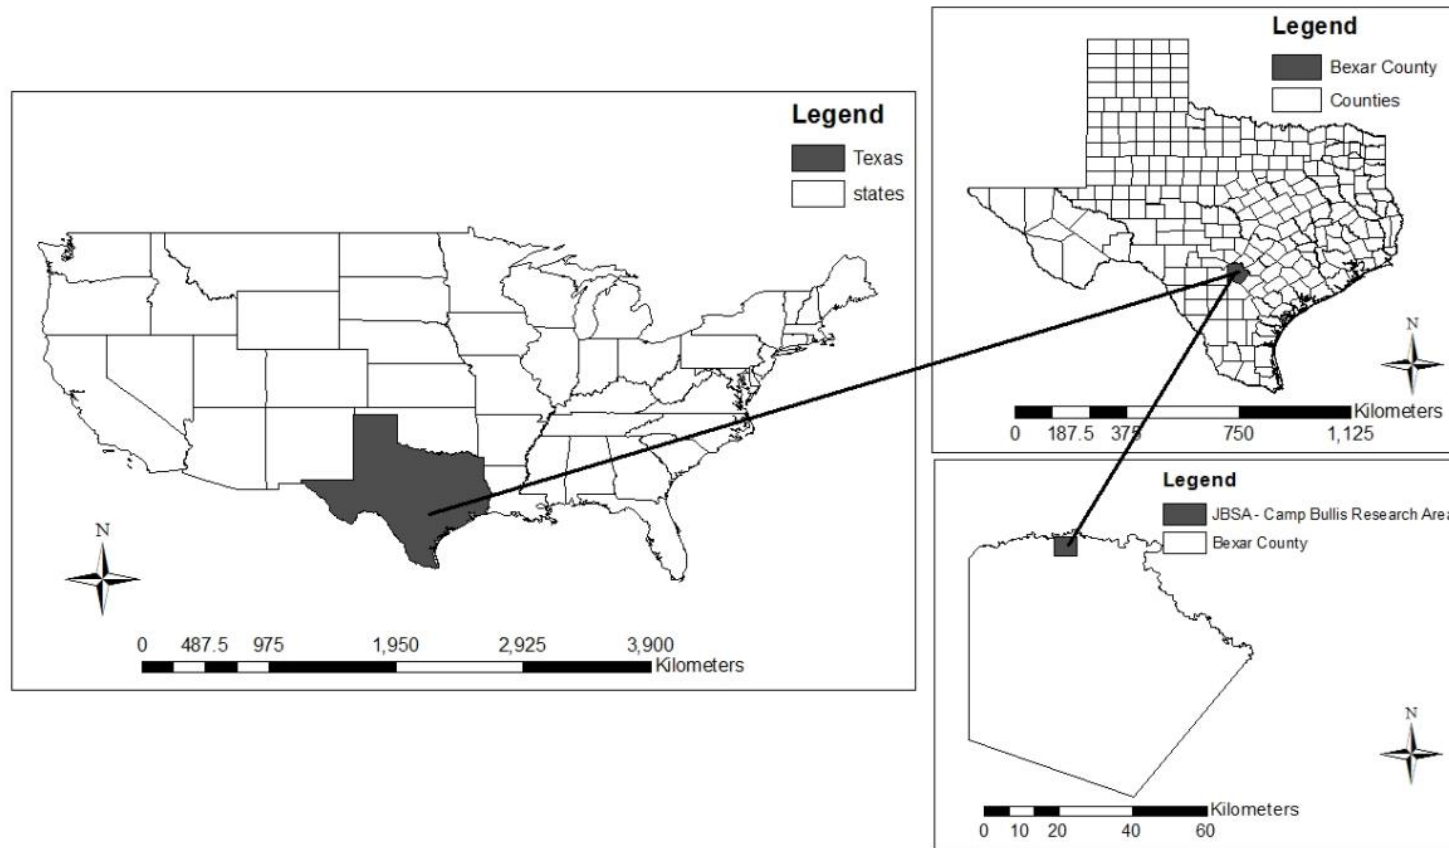 Legend
Texas
states
N
0 487.5 975 1,950 2,925 3,900
Kilometers
Legend
Bexar County
Counties
N
Kilometers
0 187.5 375 750 1,125
Legend
JBSA - Camp Bullis Research Area
Bexar County
N
Kilometers
0 10 20 40 60